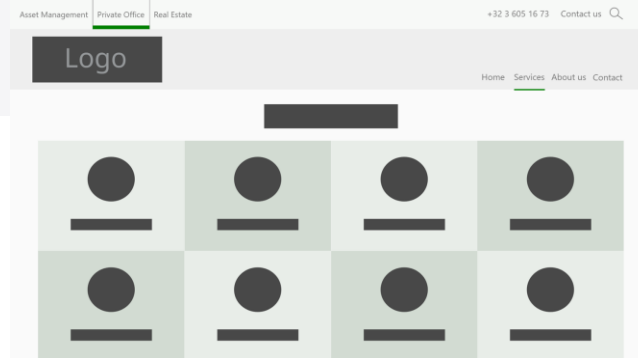 Asset Management Private Office Real Estate +32 3 605 16 73 Contact us
Logo
Home Services About us Contact